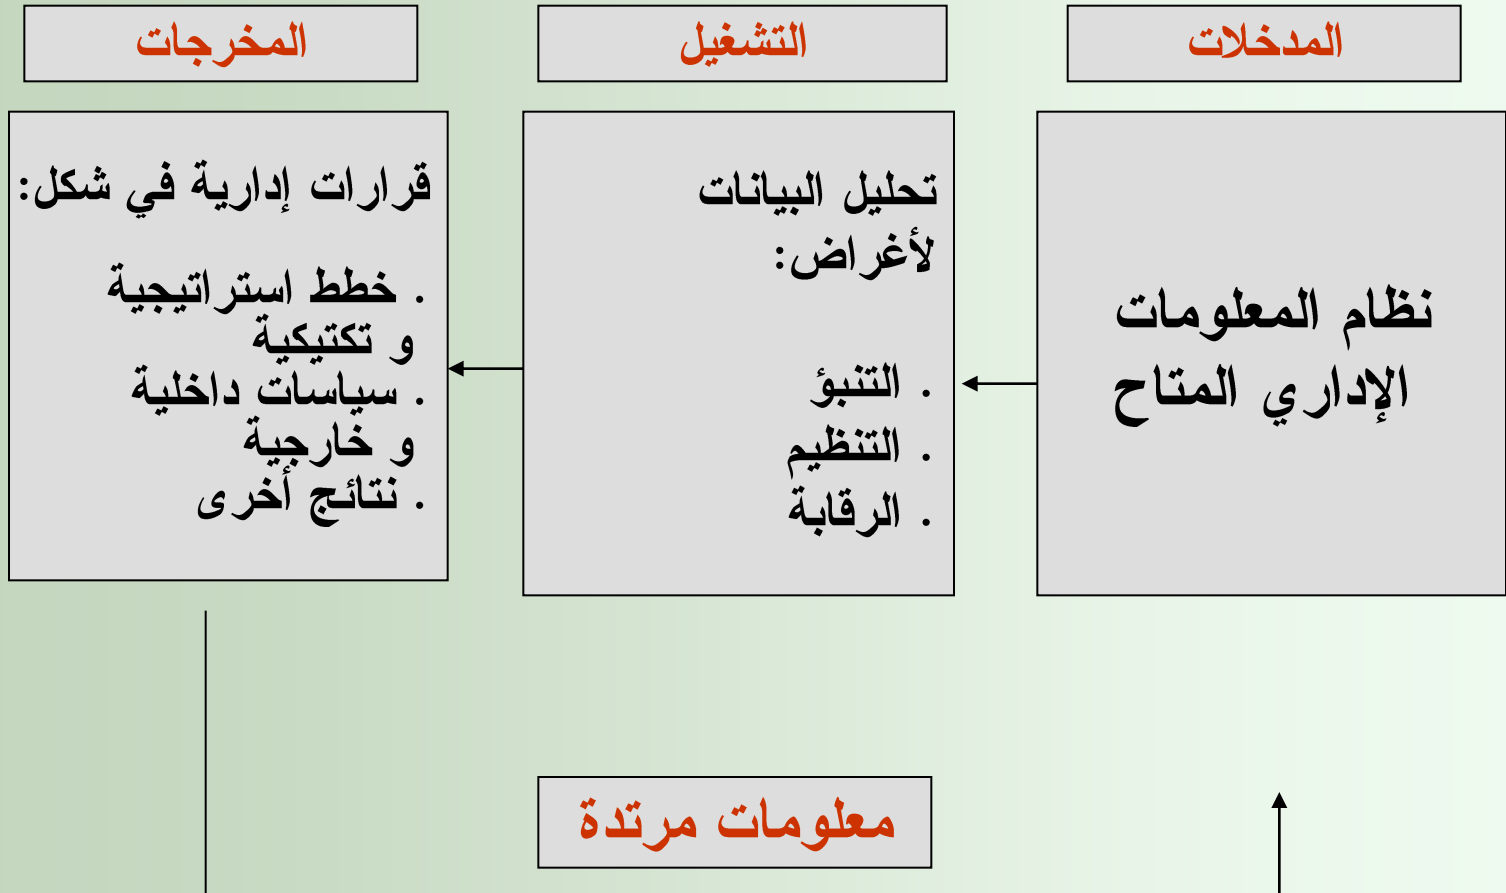 المدخلات
التشغيل
المخرجات
نظام المعلومات
الإداري المتاح
تحليل البيانات
لأغراض:
. التنبؤ
. التنظيم
. الرقابة
قرارات إدارية في شكل:
. خطط استراتيجية
و تكتيكية
. سياسات داخلية
و خارجية
. نتائج أخرى
معلومات مرتدة